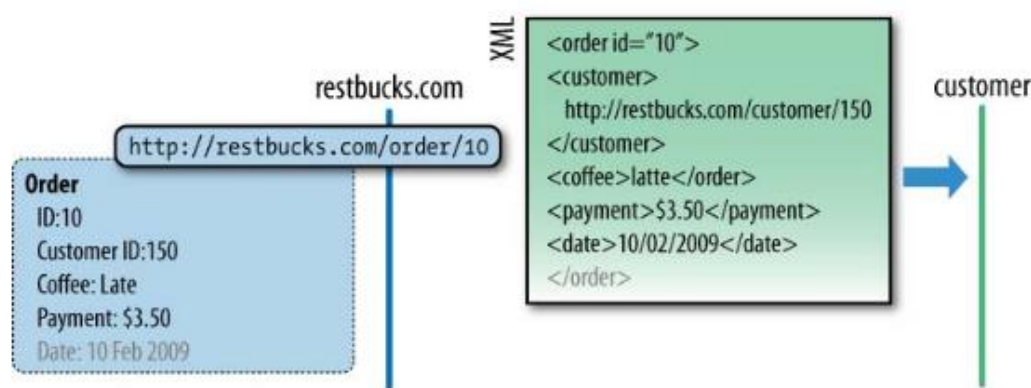 XML
<order id="10">
<customer>
http://restbucks.com/customer/150
</customer>
<coffee>latte</order>
<payment>$3.50</payment>
<date>10/02/2009</date>
</order>
restbucks.com
customer
http://restbucks.com/order/10
Order
ID:10
Customer ID:150
Coffee: Late
Payment: $3.50
Date: 10 Feb 2009